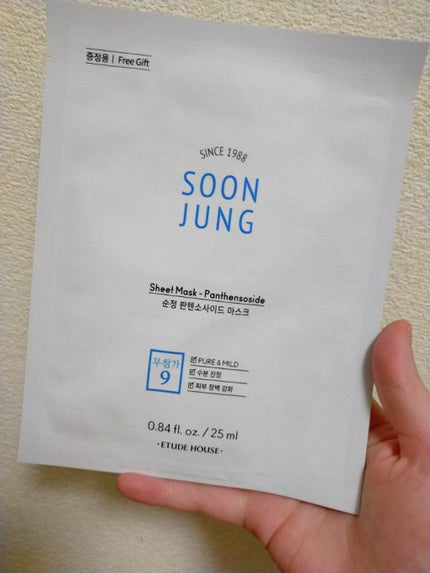 증정용 | Free Gift
SINCE 1988
SOON
JUNG
Sheet Mask - Panthensoside
순정 판텐소사이드 마스크
무첨가
9
☑ PURE & MILD
☑ 수분 진정
☑ 피부 장벽 강화
0.84 fl. oz. / 25 ml
·ETUDE HOUSE·